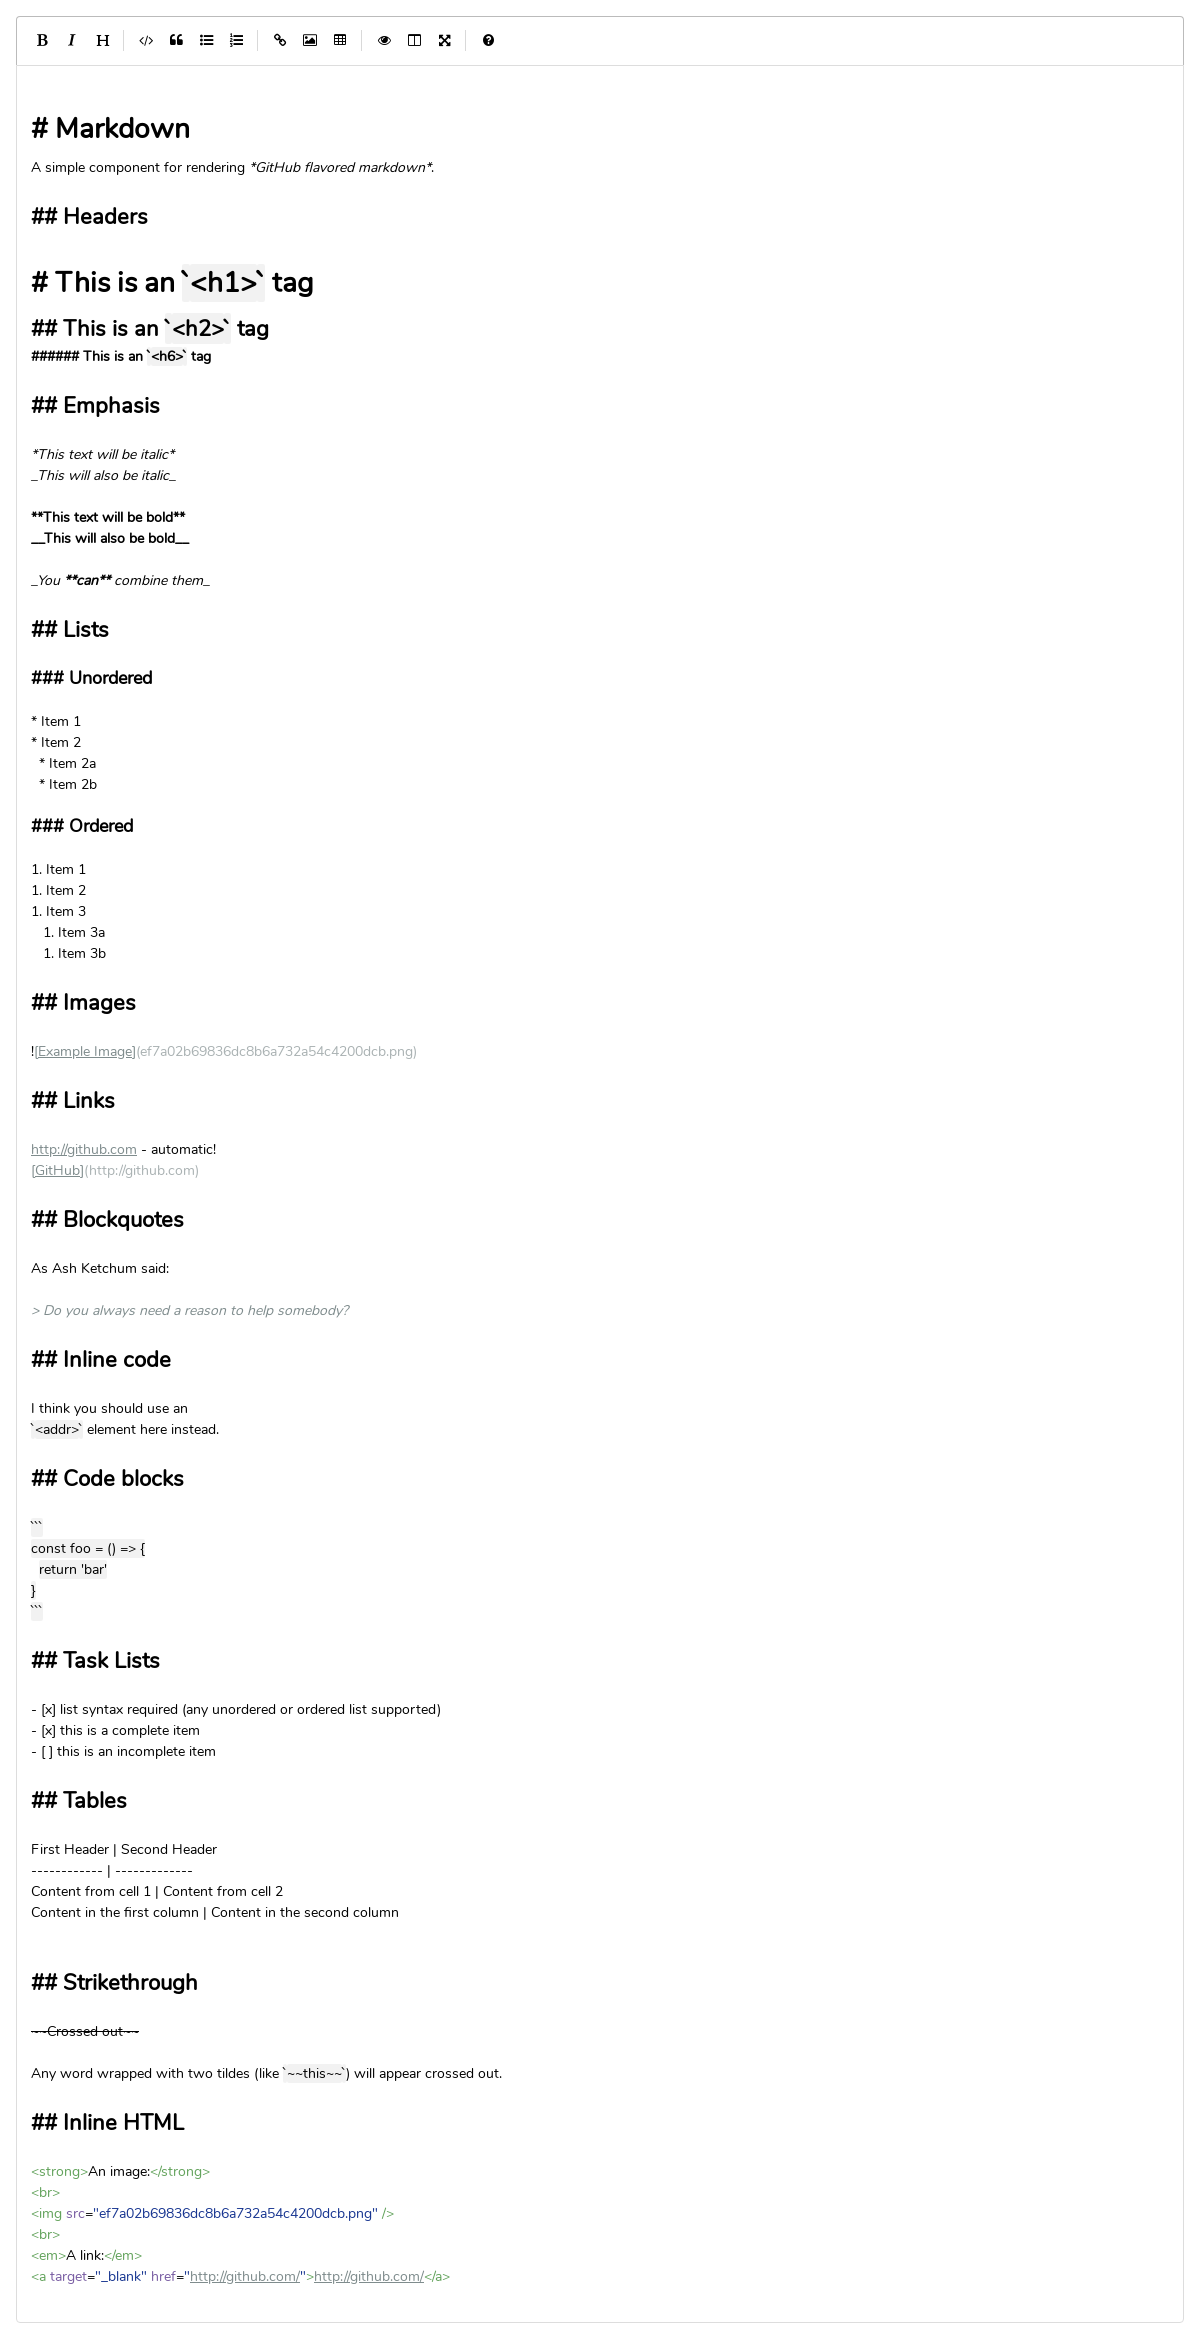 B I H
# Markdown
A simple component for rendering *GitHub flavored markdown*.
## Headers
# This is an `<h1>` tag
## This is an `<h2>` tag
###### This is an `<h6>` tag
## Emphasis
*This text will be italic*
_This will also be italic_
**This text will be bold**
__This will also be bold__
_You **can** combine them_
## Lists
### Unordered
* Item 1
* Item 2
  * Item 2a
  * Item 2b
### Ordered
1. Item 1
1. Item 2
1. Item 3
   1. Item 3a
   1. Item 3b
## Images
![Example Image](ef7a02b69836dc8b6a732a54c4200dcb.png)
## Links
http://github.com - automatic!
[GitHub](http://github.com)
## Blockquotes
As Ash Ketchum said:
> Do you always need a reason to help somebody?
## Inline code
I think you should use an
`<addr>` element here instead.
## Code blocks
```
const foo = () => {
  return 'bar'
}
```
## Task Lists
- [x] list syntax required (any unordered or ordered list supported)
- [x] this is a complete item
- [ ] this is an incomplete item
## Tables
First Header | Second Header
------------ | -------------
Content from cell 1 | Content from cell 2
Content in the first column | Content in the second column
## Strikethrough
~~Crossed out~~
Any word wrapped with two tildes (like `~~this~~`) will appear crossed out.
## Inline HTML
<strong>An image:</strong>
<br>
<img src="ef7a02b69836dc8b6a732a54c4200dcb.png" />
<br>
<em>A link:</em>
<a target="_blank" href="http://github.com/">http://github.com/</a>